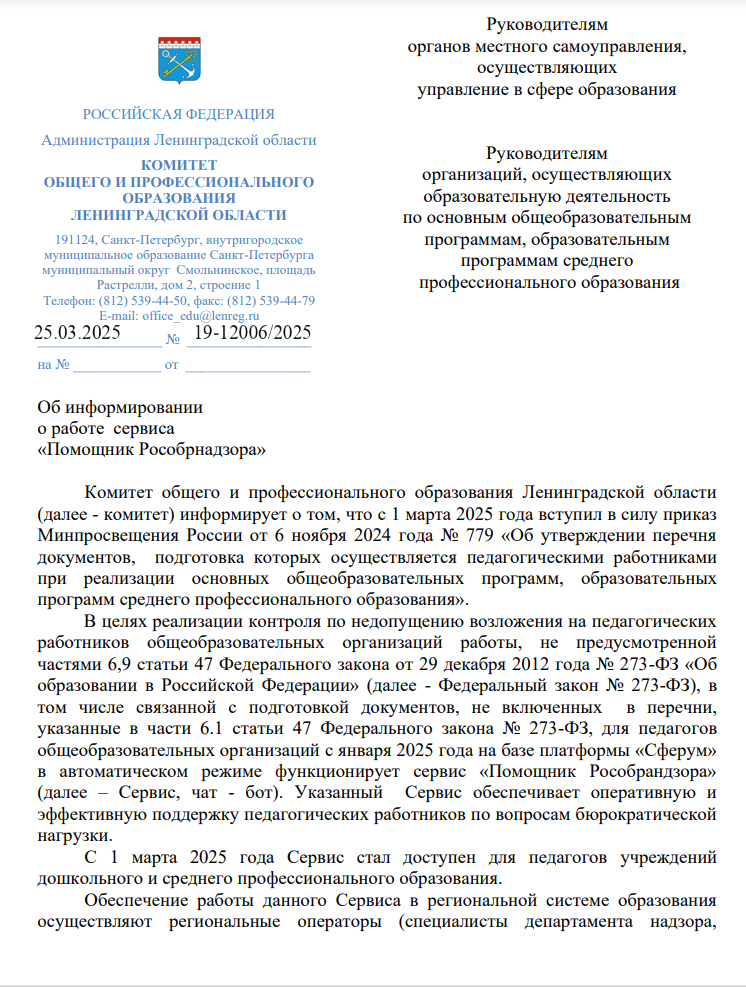 РОССИЙСКАЯ ФЕДЕРАЦИЯ
Администрация Ленинградской области
КОМИТЕТ
ОБЩЕГО И ПРОФЕССИОНАЛЬНОГО
ОБРАЗОВАНИЯ
ЛЕНИНГРАДСКОЙ ОБЛАСТИ
191124, Санкт-Петербург, внутригородское
муниципальное образование Санкт-Петербурга
муниципальный округ Смольнинское, площадь
Растрелли, дом 2, строение 1
Телефон: (812) 539-44-50, факс: (812) 539-44-79
E-mail: office_edu@lenreg.ru
25.03.2025 № 19-12006/2025
на № ____________ от _________________
Руководителям
органов местного самоуправления,
осуществляющих
управление в сфере образования
Руководителям
организаций, осуществляющих
образовательную деятельность
по основным общеобразовательным
программам, образовательным
программам среднего
профессионального образования
Об информировании
о работе сервиса
«Помощник Рособрнадзора»
Комитет общего и профессионального образования Ленинградской области
(далее - комитет) информирует о том, что с 1 марта 2025 года вступил в силу приказ
Минпросвещения России от 6 ноября 2024 года № 779 «Об утверждении перечня
документов, подготовка которых осуществляется педагогическими работниками
при реализации основных общеобразовательных программ, образовательных
программ среднего профессионального образования».
В целях реализации контроля по недопущению возложения на педагогических
работников общеобразовательных организаций работы, не предусмотренной
частями 6,9 статьи 47 Федерального закона от 29 декабря 2012 года № 273-ФЗ «Об
образовании в Российской Федерации» (далее - Федеральный закон № 273-ФЗ), в
том числе связанной с подготовкой документов, не включенных в перечни,
указанные в части 6.1 статьи 47 Федерального закона № 273-ФЗ, для педагогов
общеобразовательных организаций с января 2025 года на базе платформы «Сферум»
в автоматическом режиме функционирует сервис «Помощник Рособрандзора»
(далее – Сервис, чат - бот). Указанный Сервис обеспечивает оперативную и
эффективную поддержку педагогических работников по вопросам бюрократической
нагрузки.
С 1 марта 2025 года Сервис стал доступен для педагогов учреждений
дошкольного и среднего профессионального образования.
Обеспечение работы данного Сервиса в региональной системе образования
осуществляют региональные операторы (специалисты департамента надзора,